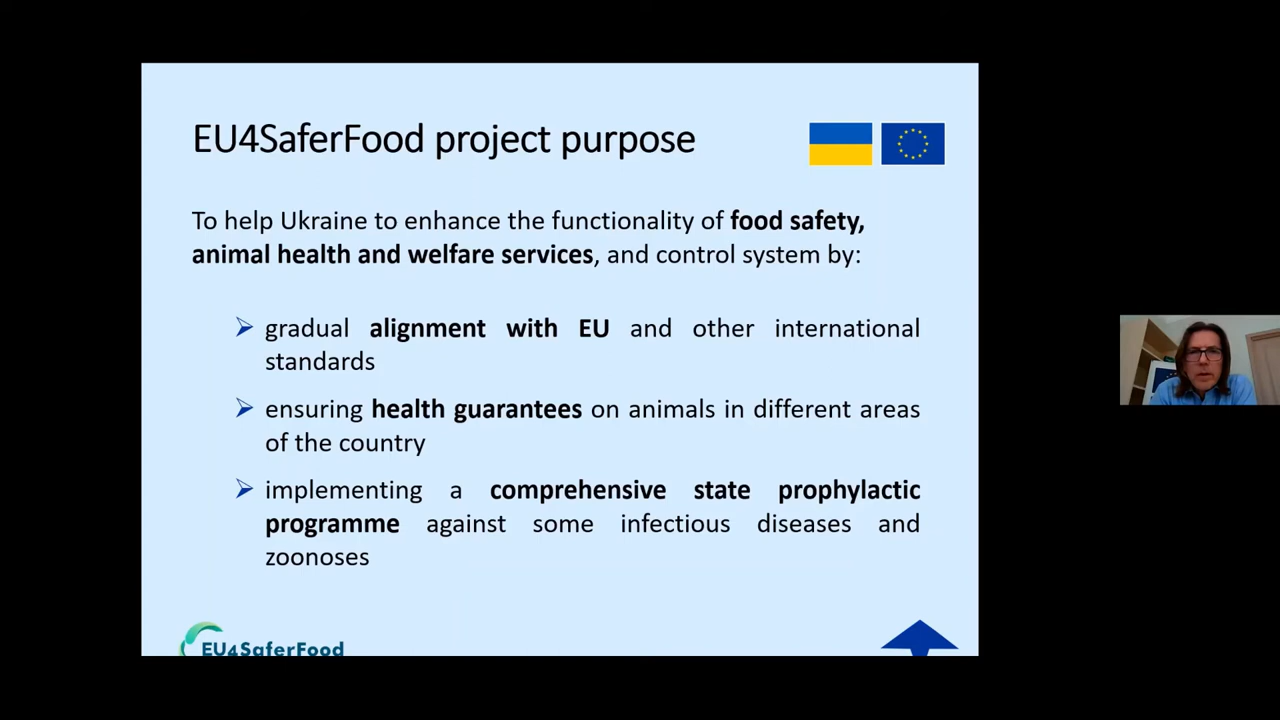 EU4SaferFood project purpose
To help Ukraine to enhance the functionality of food safety,
animal health and welfare services, and control system by:
gradual alignment with EU and other international
standards
ensuring health guarantees on animals in different areas
of the country
implementing a comprehensive state prophylactic
programme against some infectious diseases and
zoonoses
EU4SaferFood